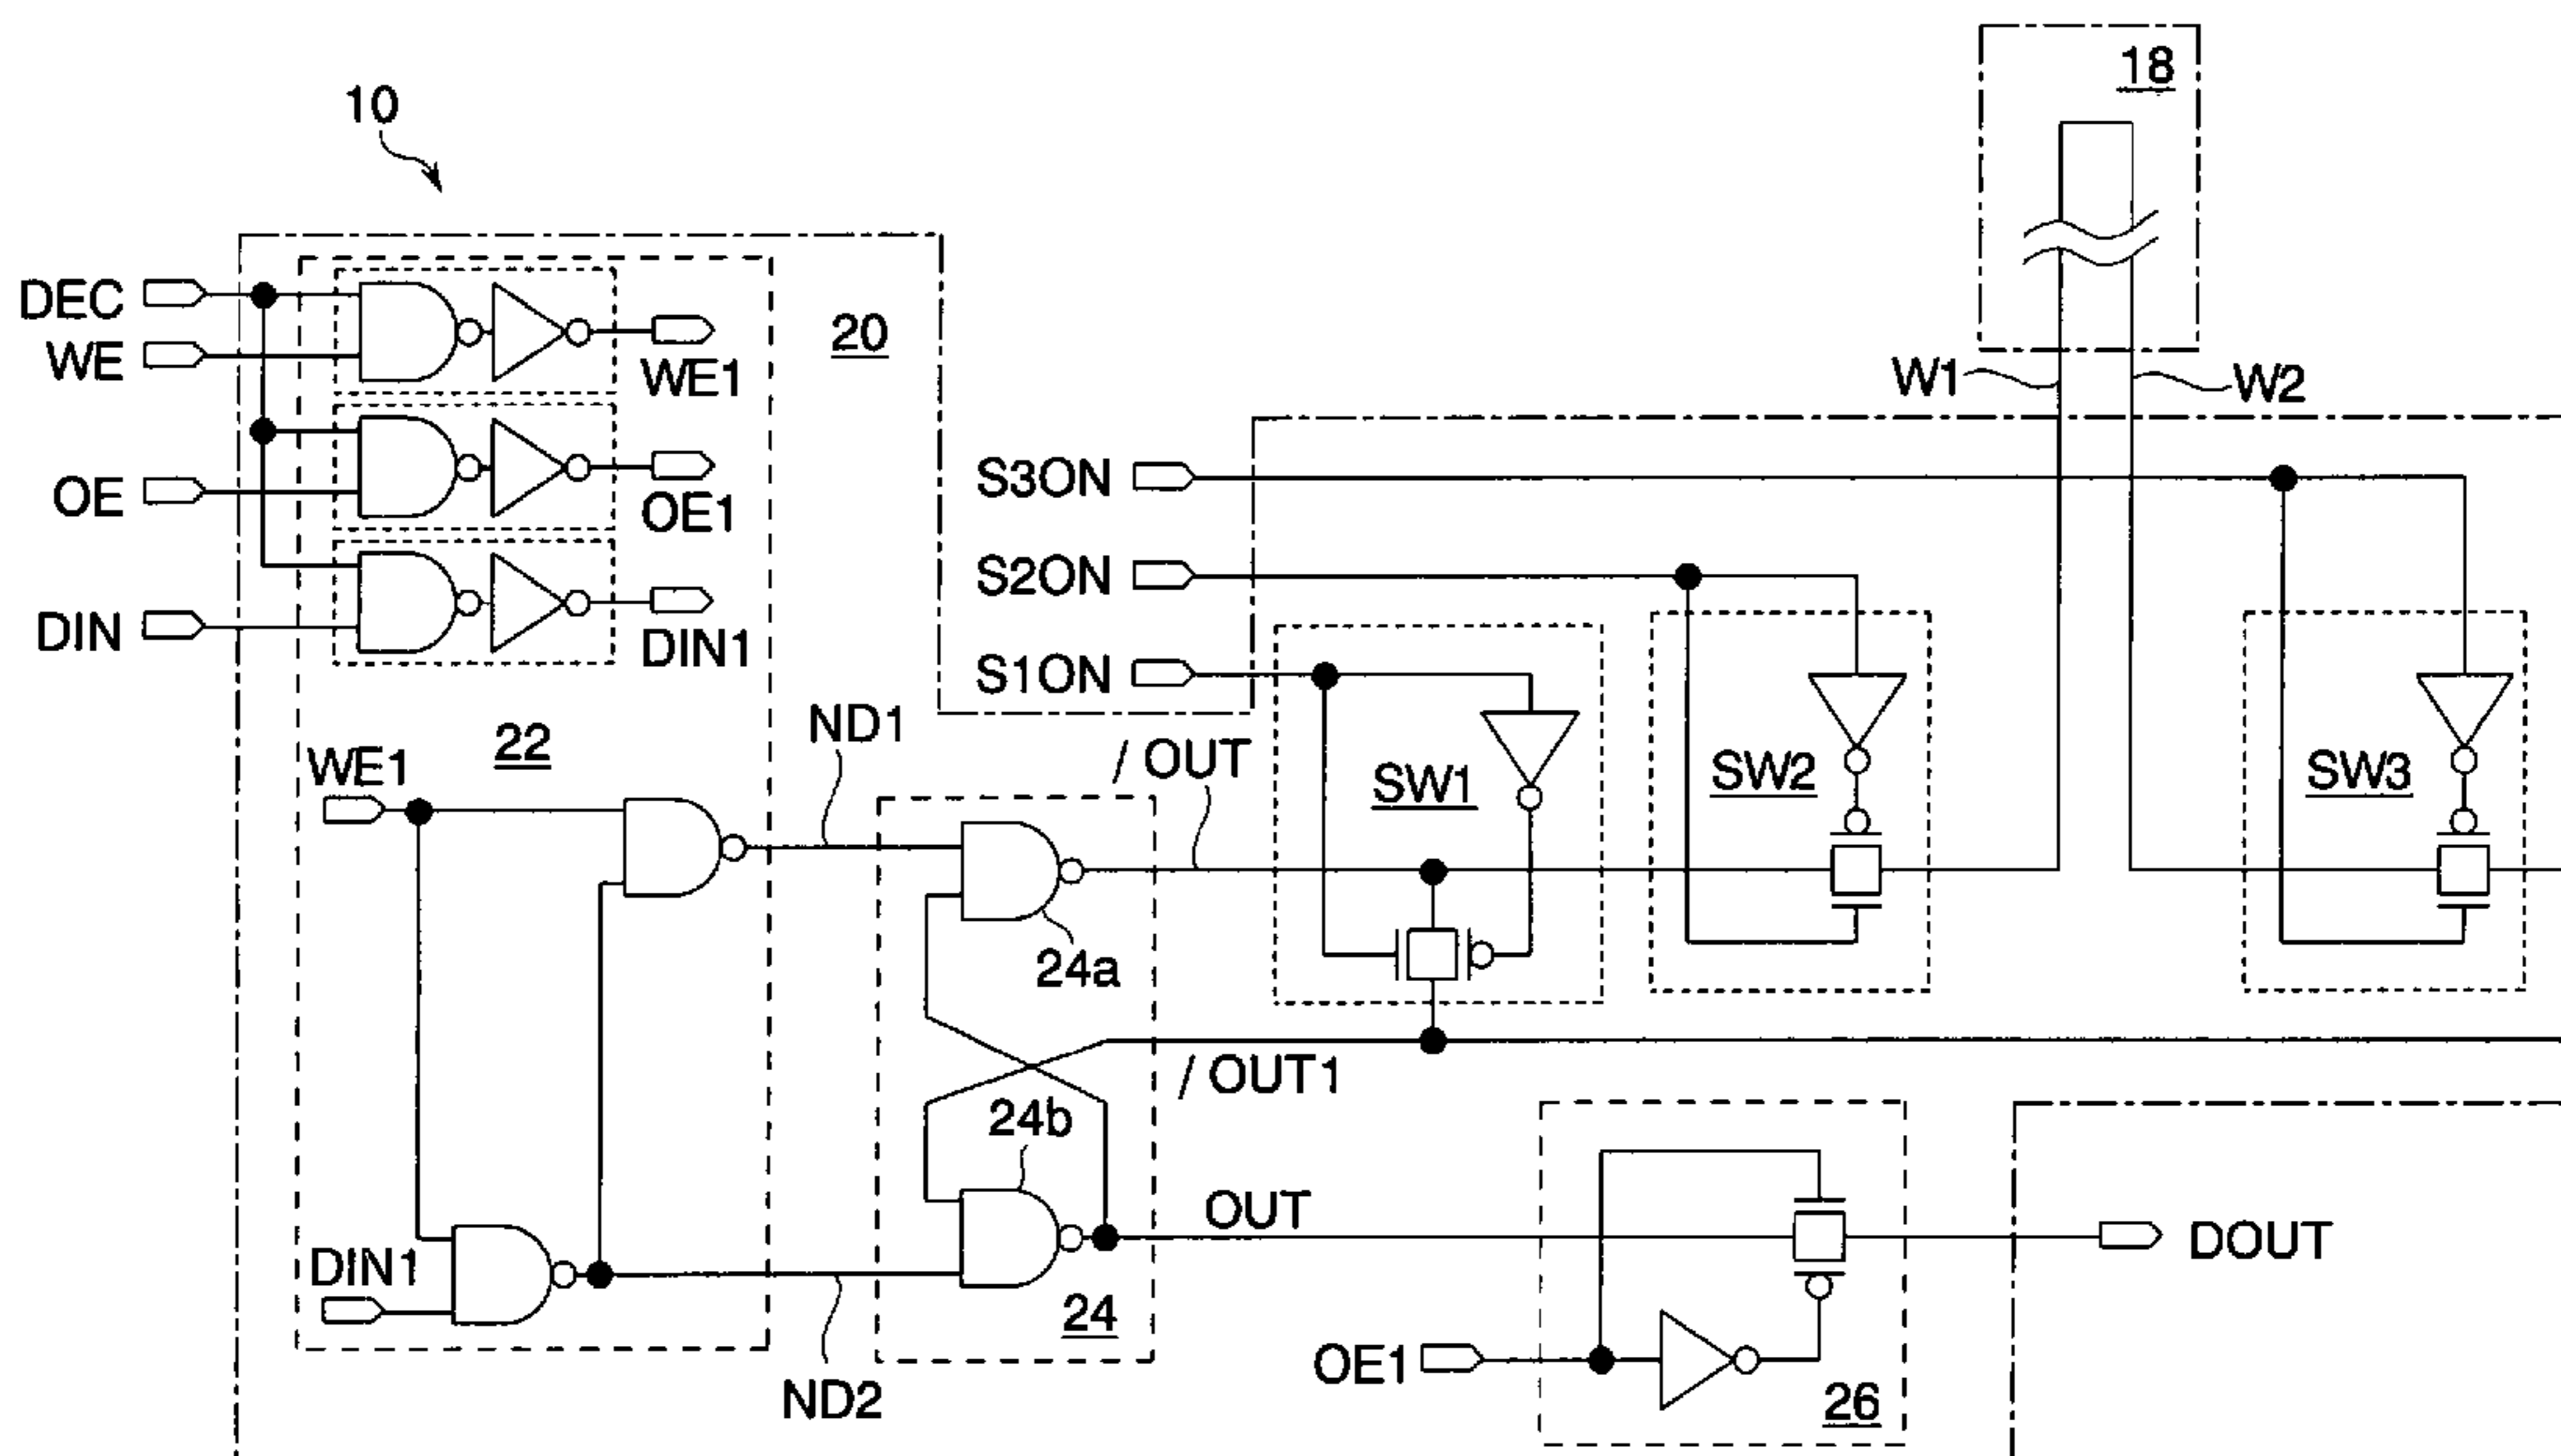 18
10
DEC
20
WE
WE1
W1
W2
S3ON
OE
OE1
S2ON
DIN
DIN1
S1ON
ND1
22
/ OUT
WE1
SW1
SW2
SW3
24a
/ OUT1
24b
OUT
DOUT
DIN1
24
OE1
ND2
26